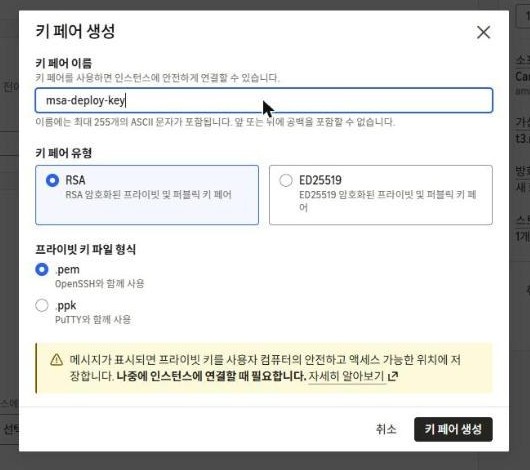 키 페어 생성
키 페어 이름
키 페어를 사용하면 인스턴스에 안전하게 연결할 수 있습니다.
msa-deploy-key
이름에는 최대 255개의 ASCII 문자가 포함됩니다. 앞 또는 뒤에 공백을 포함할 수 없습니다.
키 페어 유형
RSA
RSA 암호화된 프라이빗 및 퍼블릭 키 페어
ED25519
ED25519 암호화된 프라이빗 및 퍼블릭 키 페
어
프라이빗 키 파일 형식
.pem
OpenSSH와 함께 사용
.ppk
PuTTY와 함께 사용
메시지가 표시되면 프라이빗 키를 사용자 컴퓨터의 안전하고 액세스 가능한 위치에 저
장합니다. 나중에 인스턴스에 연결할 때 필요합니다. 자세히 알아보기
취소
키 페어 생성